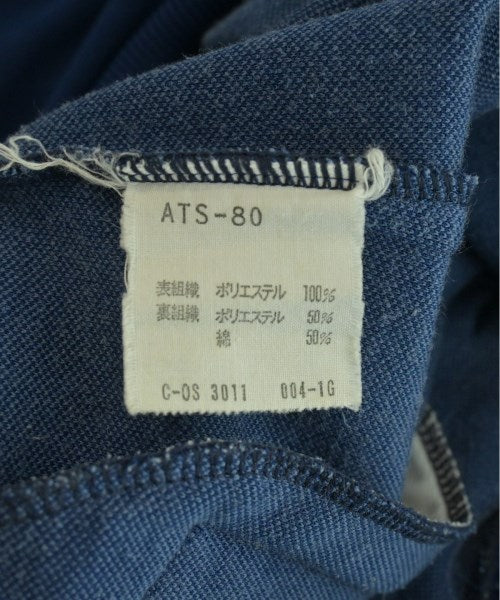 ATS-80
表組織 ポリエステル 100%
裏組織 ポリエステル 50%
綿 50%
C-OS 3011 004-1G